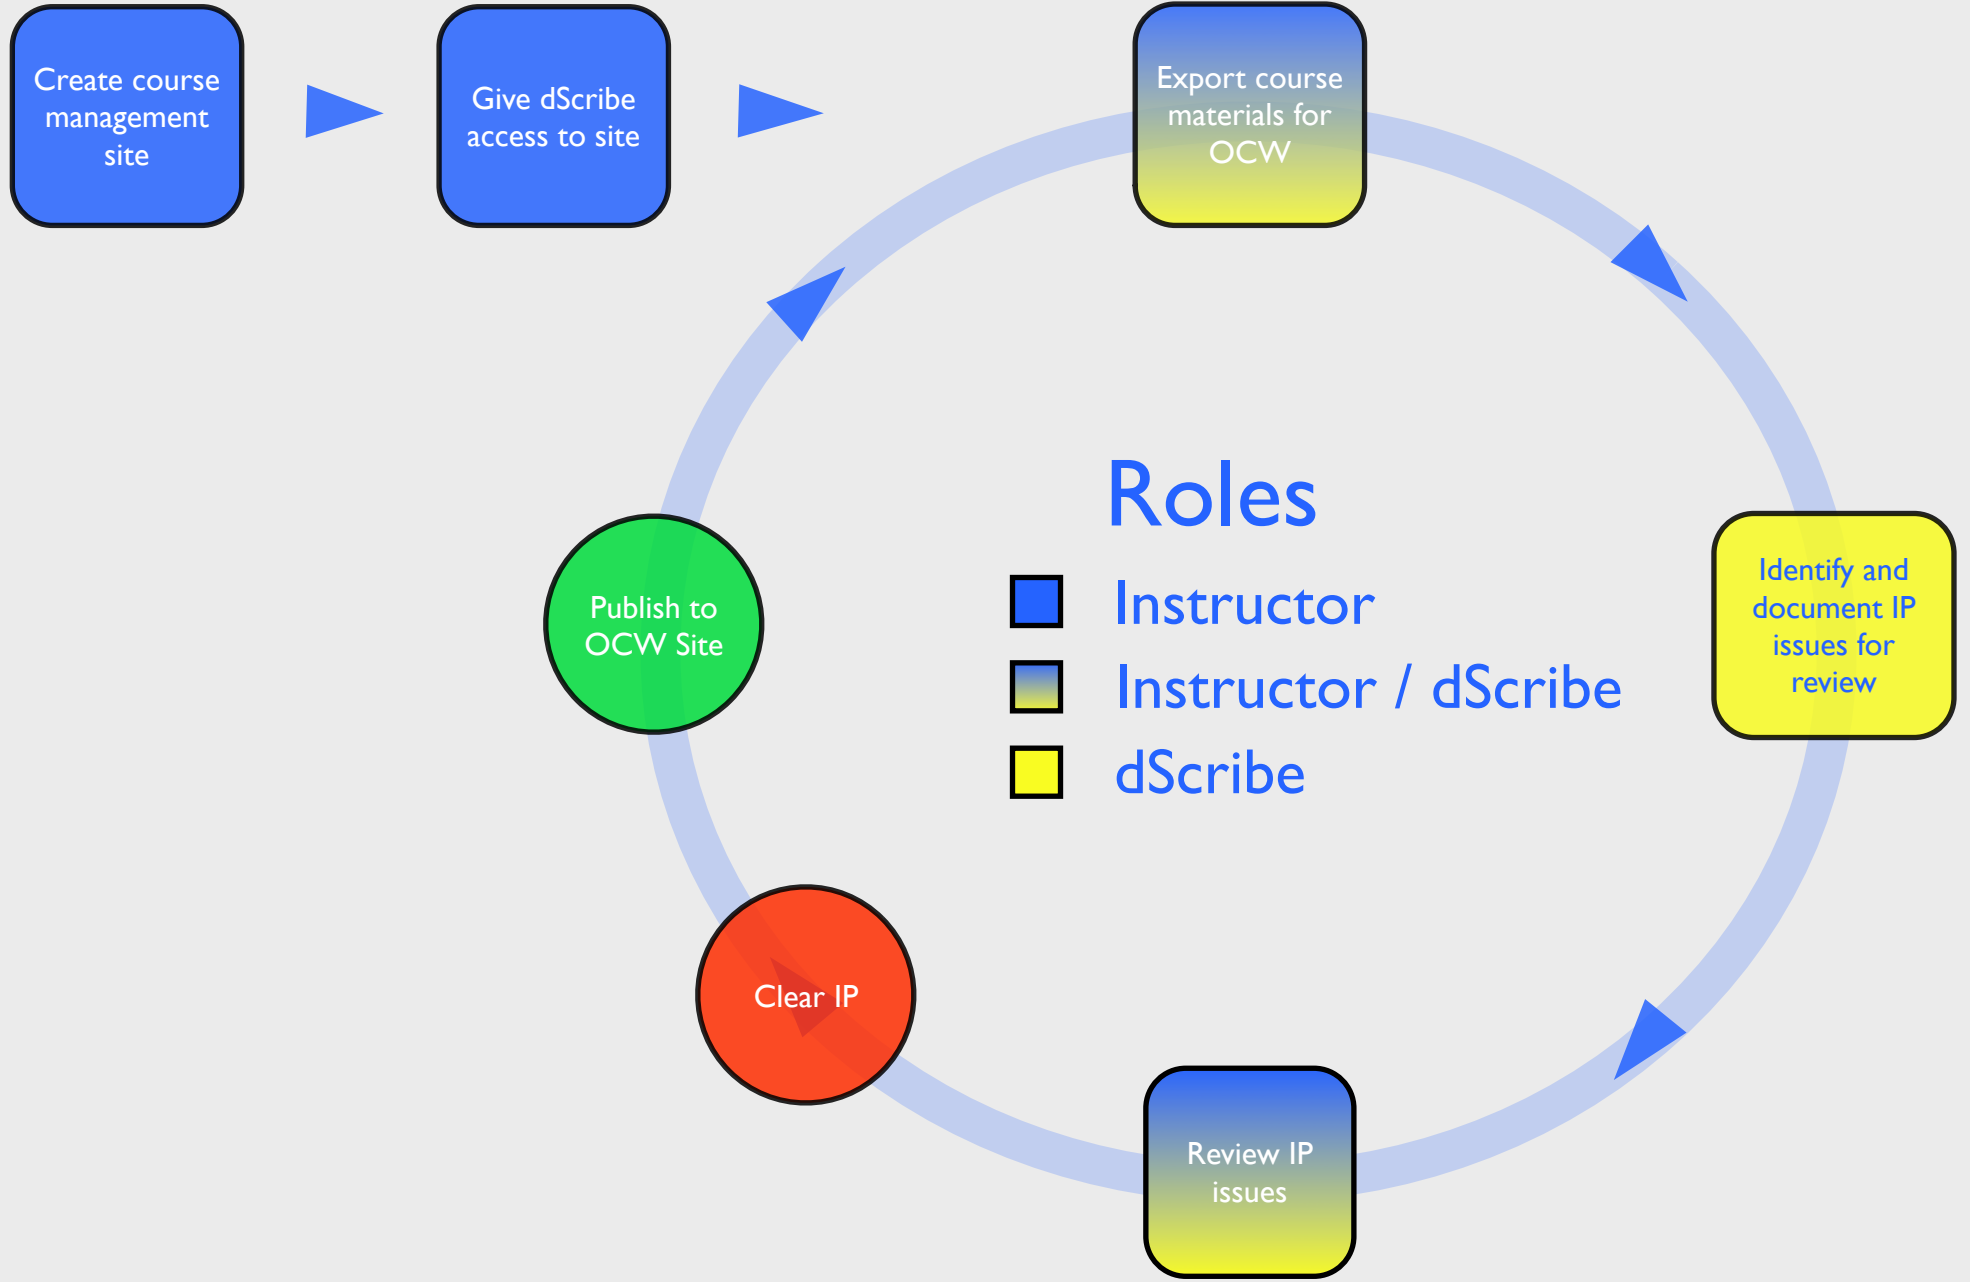 Create course
management
site
Give dScribe
access to site
Export course
materials for
OCW
Identify and
document IP
issues for
review
Review IP
issues
Clear IP
Publish to
OCW Site
Roles
Instructor
Instructor / dScribe
dScribe